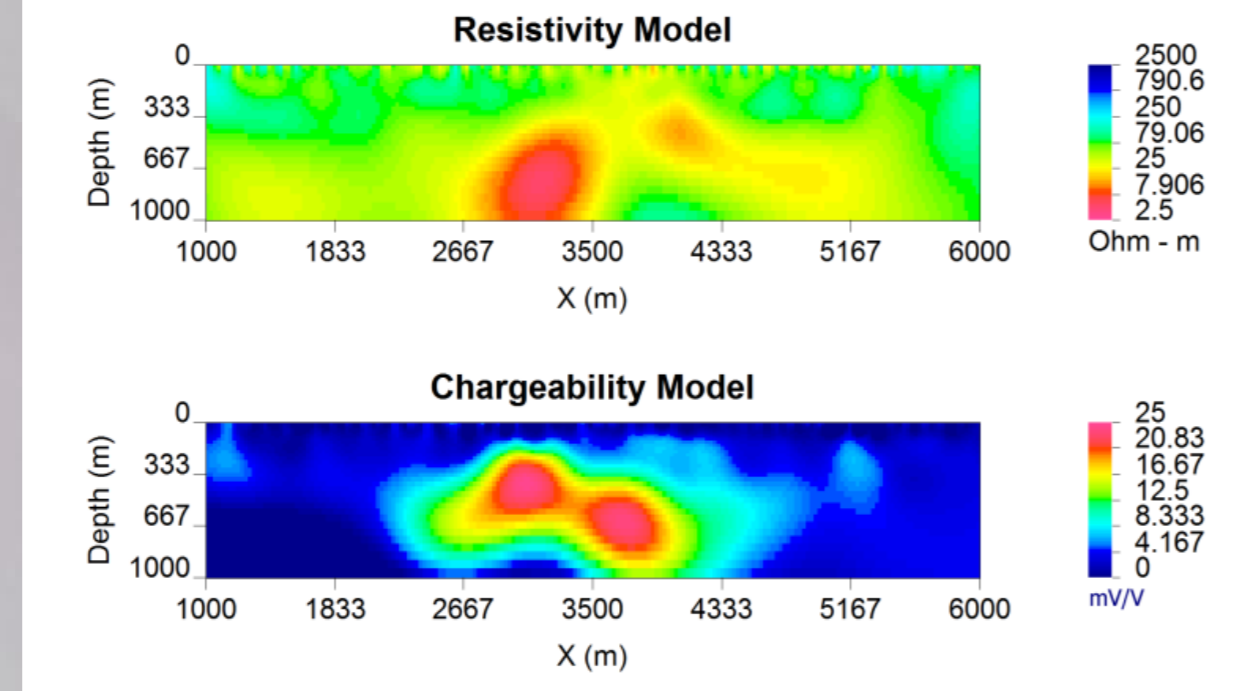 Resistivity Model
0
333
667
1000
Depth (m)
1000 1833 2667 3500 4333 5167 6000
X (m)
2500
790.6
250
79.06
25
7.906
2.5
Ohm - m
Chargeability Model
0
333
667
1000
Depth (m)
1000 1833 2667 3500 4333 5167 6000
X (m)
25
20.83
16.67
12.5
8.333
4.167
0
mV/V